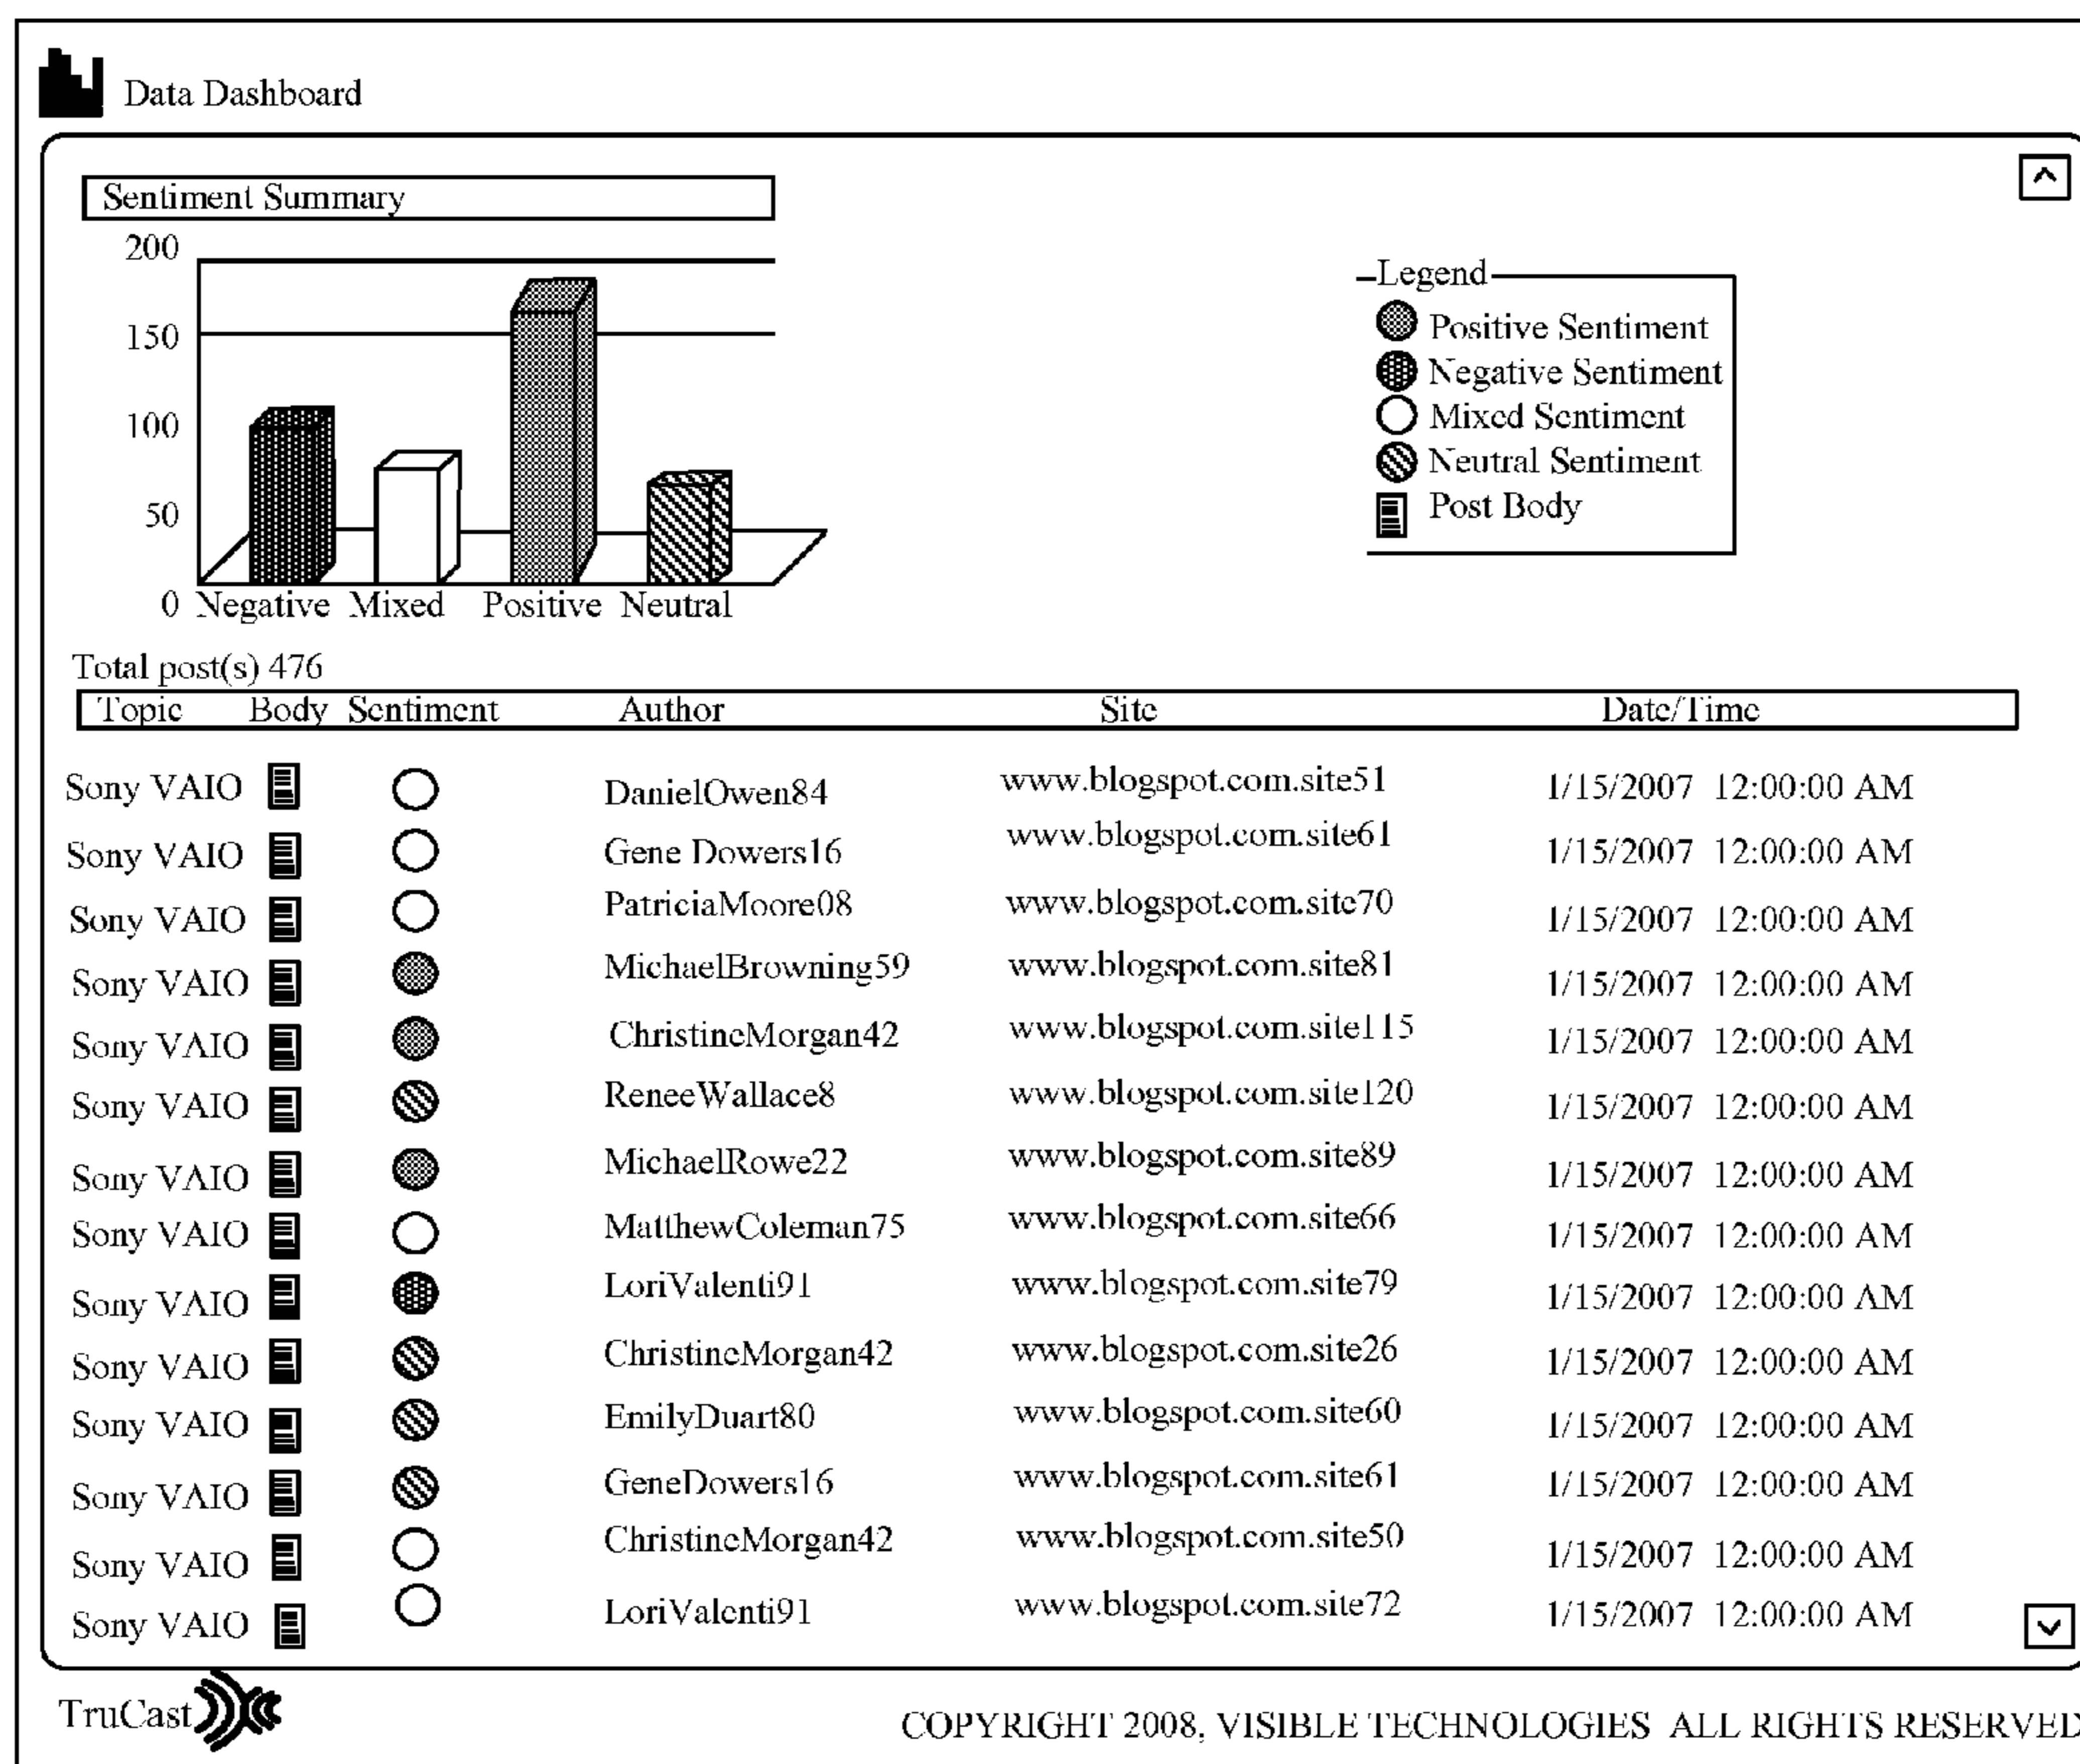 Data Dashboard
Sentiment Summary
200
150
100
50
0 Negative Mixed Positive Neutral
Legend
Positive Sentiment
Negative Sentiment
Mixed Sentiment
Neutral Sentiment
Post Body
Total post(s) 476
Topic Body Sentiment Author Site Date/Time
Sony VAIO DanielOwen84 www.blogspot.com.site51 1/15/2007 12:00:00 AM
Sony VAIO Gene Dowers16 www.blogspot.com.site61 1/15/2007 12:00:00 AM
Sony VAIO PatriciaMoore08 www.blogspot.com.site70 1/15/2007 12:00:00 AM
Sony VAIO MichaelBrowning59 www.blogspot.com.site81 1/15/2007 12:00:00 AM
Sony VAIO ChristineMorgan42 www.blogspot.com.site115 1/15/2007 12:00:00 AM
Sony VAIO ReneeWallace8 www.blogspot.com.site120 1/15/2007 12:00:00 AM
Sony VAIO MichaelRowe22 www.blogspot.com.site89 1/15/2007 12:00:00 AM
Sony VAIO MatthewColeman75 www.blogspot.com.site66 1/15/2007 12:00:00 AM
Sony VAIO LoriValenti91 www.blogspot.com.site79 1/15/2007 12:00:00 AM
Sony VAIO ChristineMorgan42 www.blogspot.com.site26 1/15/2007 12:00:00 AM
Sony VAIO EmilyDuart80 www.blogspot.com.site60 1/15/2007 12:00:00 AM
Sony VAIO GeneDowers16 www.blogspot.com.site61 1/15/2007 12:00:00 AM
Sony VAIO ChristineMorgan42 www.blogspot.com.site50 1/15/2007 12:00:00 AM
Sony VAIO LoriValenti91 www.blogspot.com.site72 1/15/2007 12:00:00 AM
TruCast
COPYRIGHT 2008, VISIBLE TECHNOLOGIES ALL RIGHTS RESERVED